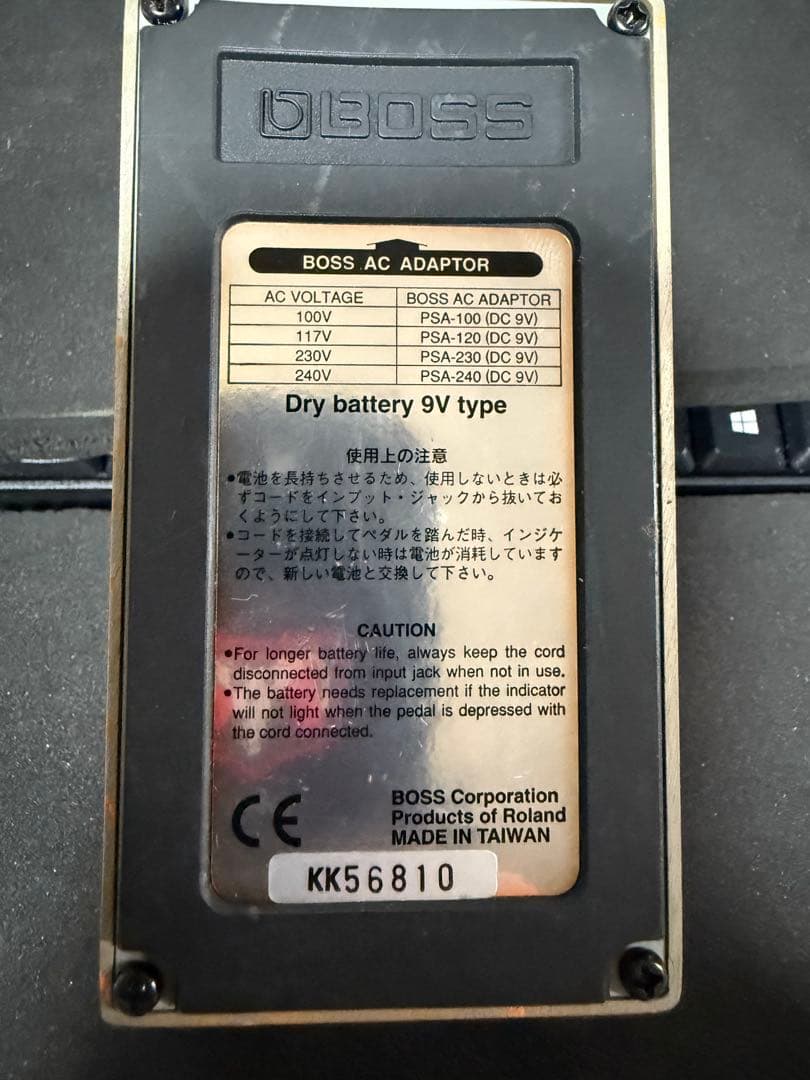 BOSS
BOSS AC ADAPTOR
AC VOLTAGE BOSS AC ADAPTOR
100V PSA-100 (DC 9V)
117V PSA-120 (DC 9V)
230V PSA-230 (DC 9V)
240V PSA-240 (DC 9V)
Dry battery 9V type
使用上の注意
●電池を長持ちさせるため、使用しないときは必
ずコードをインプット・ジャックから抜いてお
くようにして下さい。
●コードを接続してペダルを踏んだ時、インジケ
ーターが点灯しない時は電池が消耗しています
ので、新しい電池と交換して下さい。
CAUTION
●For longer battery life, always keep the cord
disconnected from input jack when not in use.
●The battery needs replacement if the indicator
will not light when the pedal is depressed with
the cord connected.
CE
BOSS Corporation
Products of Roland
MADE IN TAIWAN
KK56810